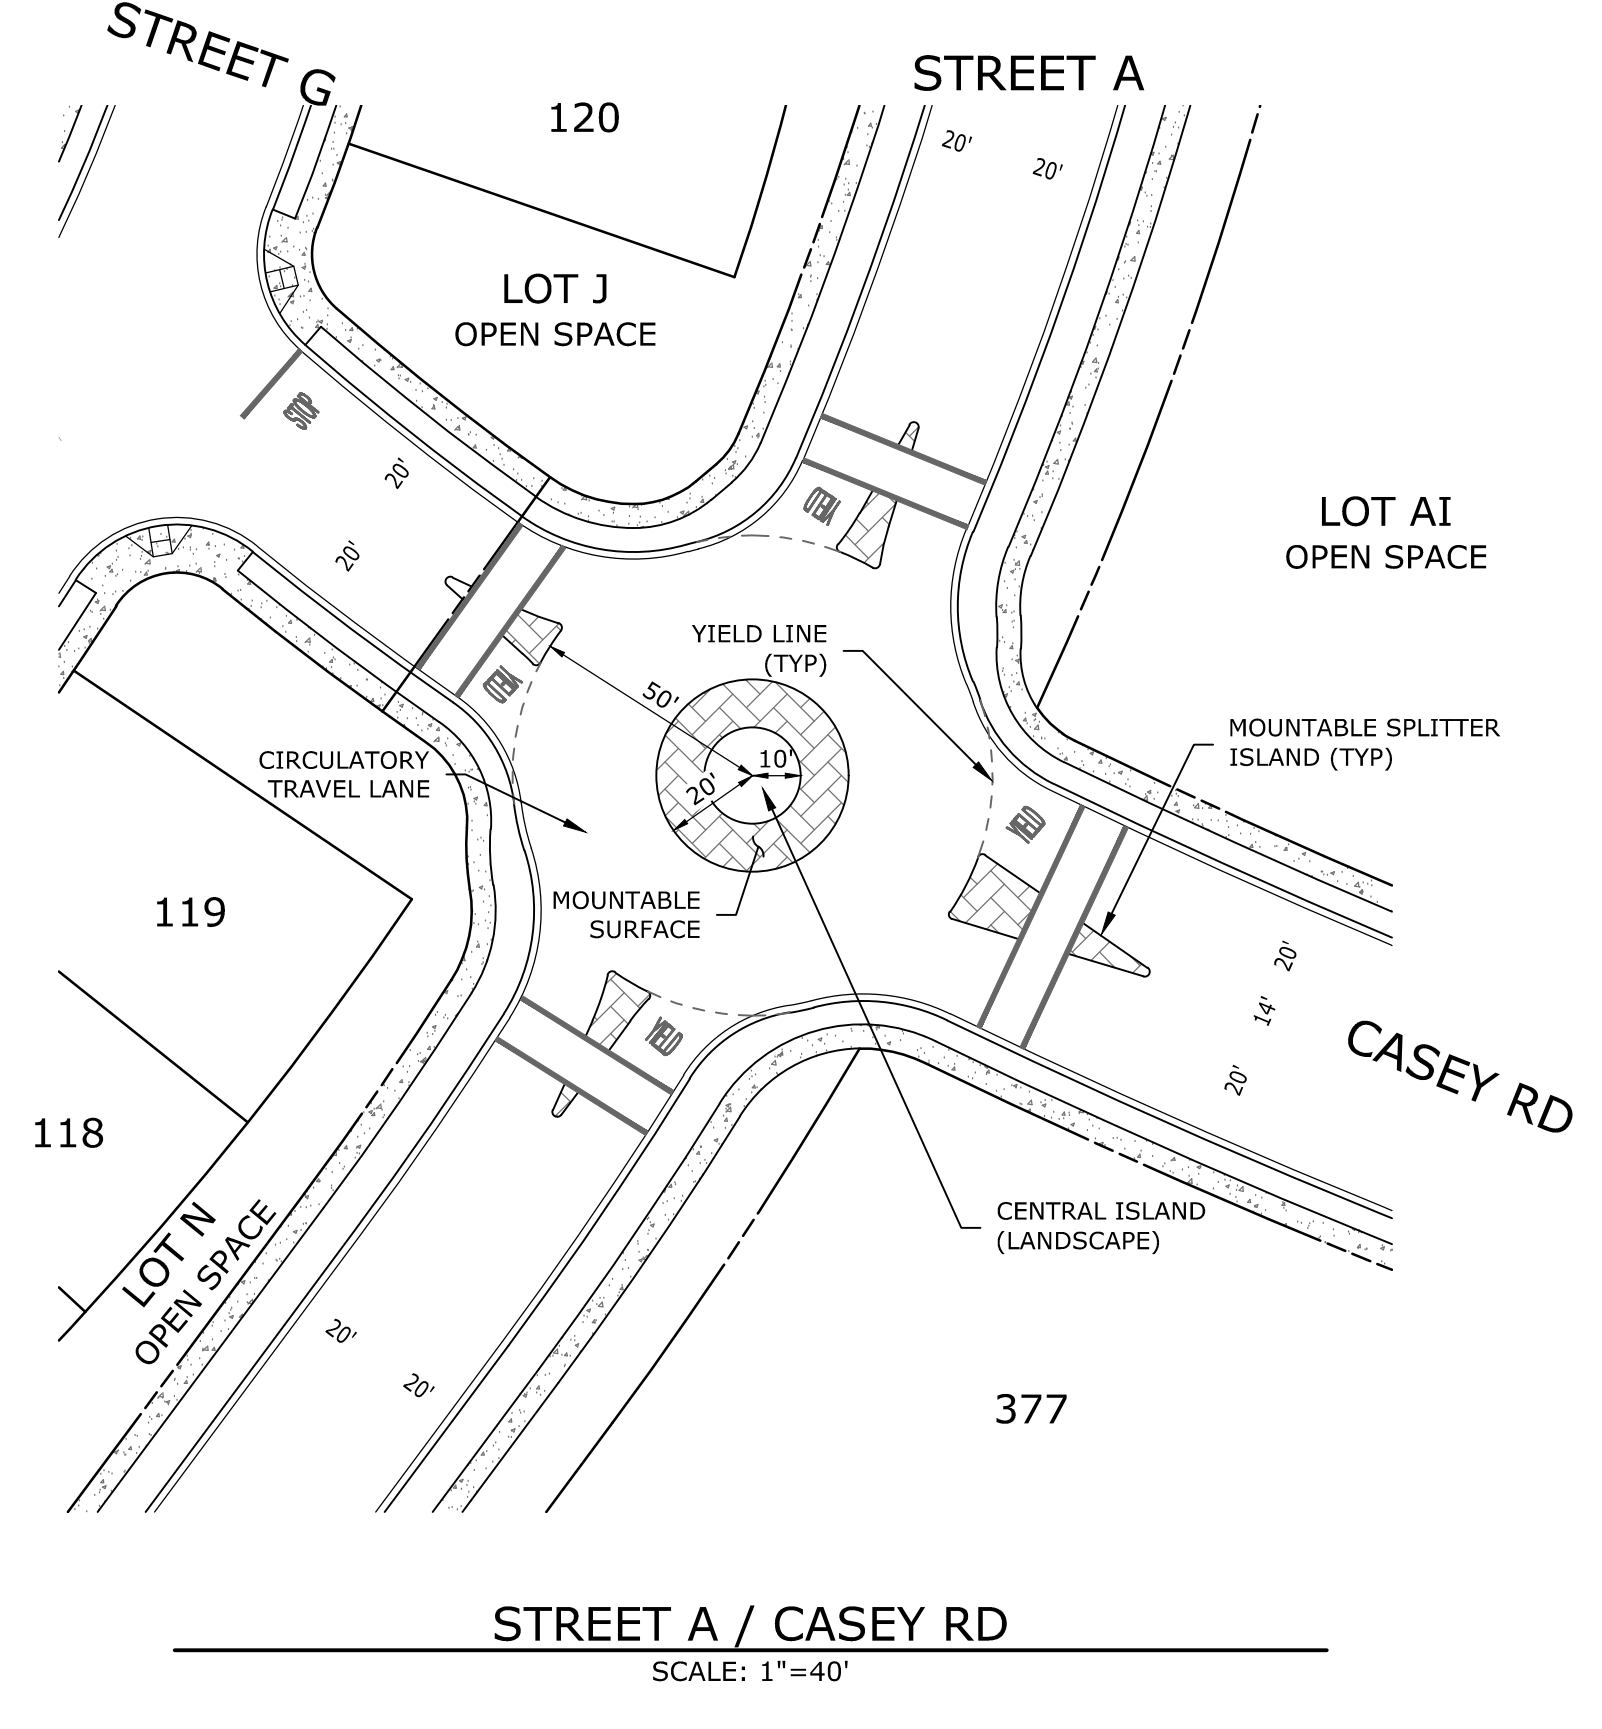 STREET G
STREET A
120
20'
20'
LOT J
OPEN SPACE
STOP
20'
20'
YIELD
LOT AI
OPEN SPACE
YIELD LINE
(TYP)
YIELD
50'
MOUNTABLE SPLITTER
ISLAND (TYP)
CIRCULATORY
TRAVEL LANE
10'
20'
YIELD
MOUNTABLE
SURFACE
119
20'
14'
20'
CASEY RD
YIELD
118
LOT N
OPEN SPACE
CENTRAL ISLAND
(LANDSCAPE)
20'
20'
377
STREET A / CASEY RD
SCALE: 1"=40'